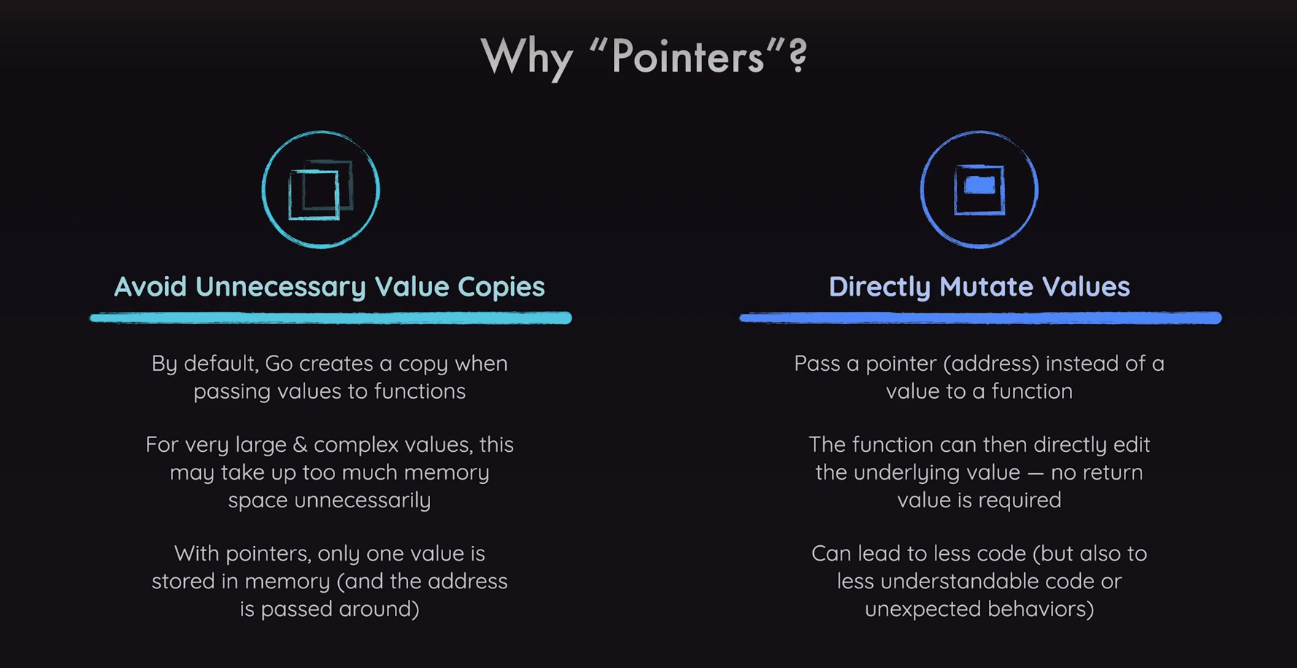 Why “Pointers”?
Avoid Unnecessary Value Copies
By default, Go creates a copy when
passing values to functions
For very large & complex values, this
may take up too much memory
space unnecessarily
With pointers, only one value is
stored in memory (and the address
is passed around)
Directly Mutate Values
Pass a pointer (address) instead of a
value to a function
The function can then directly edit
the underlying value — no return
value is required
Can lead to less code (but also to
less understandable code or
unexpected behaviors)